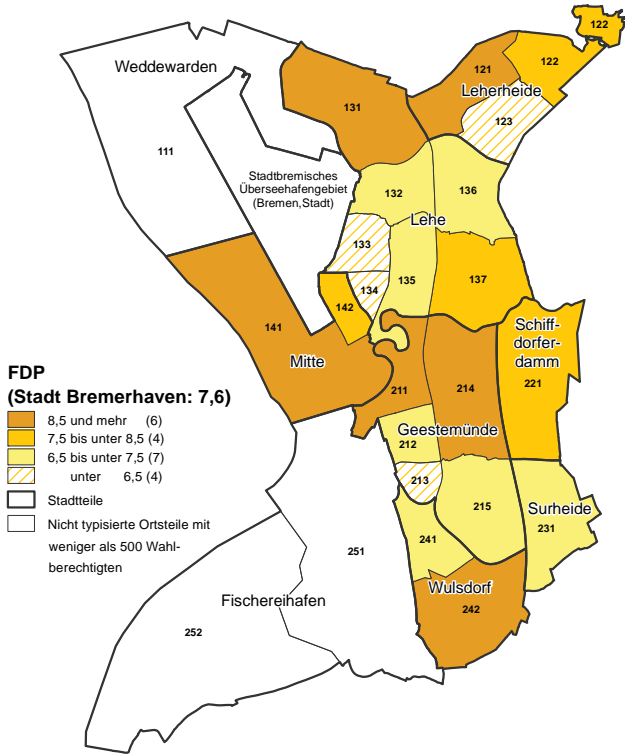 122
Weddewarden
121
122
Leherheide
131
123
111
Stadtbremisches
Überseehafengebiet
(Bremen,Stadt)
132
136
Lehe
133
134
135
137
142
141
Mitte
Schiff-
dorfer-
damm
221
FDP
(Stadt Bremerhaven: 7,6)
8,5 und mehr (6)
7,5 bis unter 8,5 (4)
6,5 bis unter 7,5 (7)
unter 6,5 (4)
Stadtteile
Nicht typisierte Ortsteile mit
weniger als 500 Wahl-
berechtigten
211
214
Geestemünde
212
213
215
Surheide
231
241
251
Wulsdorf
242
Fischereihafen
252